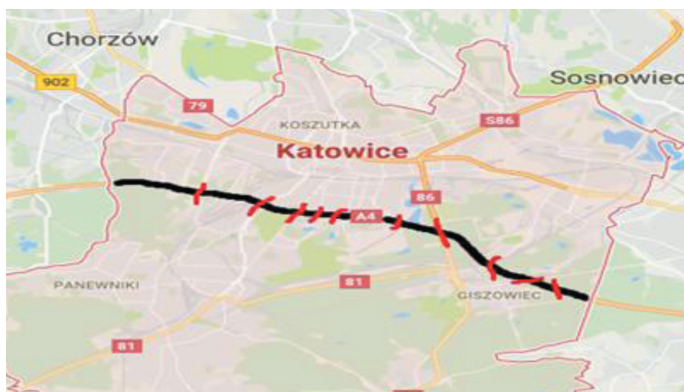 Chorzów
902
79
Sosnowiec
S86
KOSZUTKA
Katowice
86
A4
PANEWNIKI
81
GISZOWIEC
81